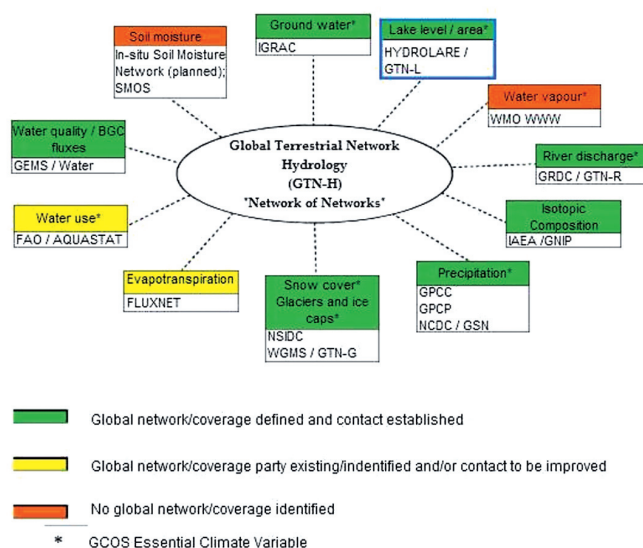 Soil moisture
In-situ Soil Moisture
Network (planned);
SMOS
Ground water*
IGRAC
Lake level / area*
HYDROLARE /
GTN-L
Water vapour*
WMO WWW
Water quality / BGC
fluxes
GEMS / Water
Global Terrestrial Network
Hydrology
(GTN-H)
"Network of Networks"
River discharge*
GRDC / GTN-R
Water use*
FAO / AQUASTAT
Isotopic
Composition
IAEA /GNIP
Evapotranspiration
FLUXNET
Snow cover*
Glaciers and ice
caps*
NSIDC
WGMS / GTN-G
Precipitation*
GPCC
GPCP
NCDC / GSN
Global network/coverage defined and contact established
Global network/coverage party existing/indentified and/or contact to be improved
No global network/coverage identified
* GCOS Essential Climate Variable